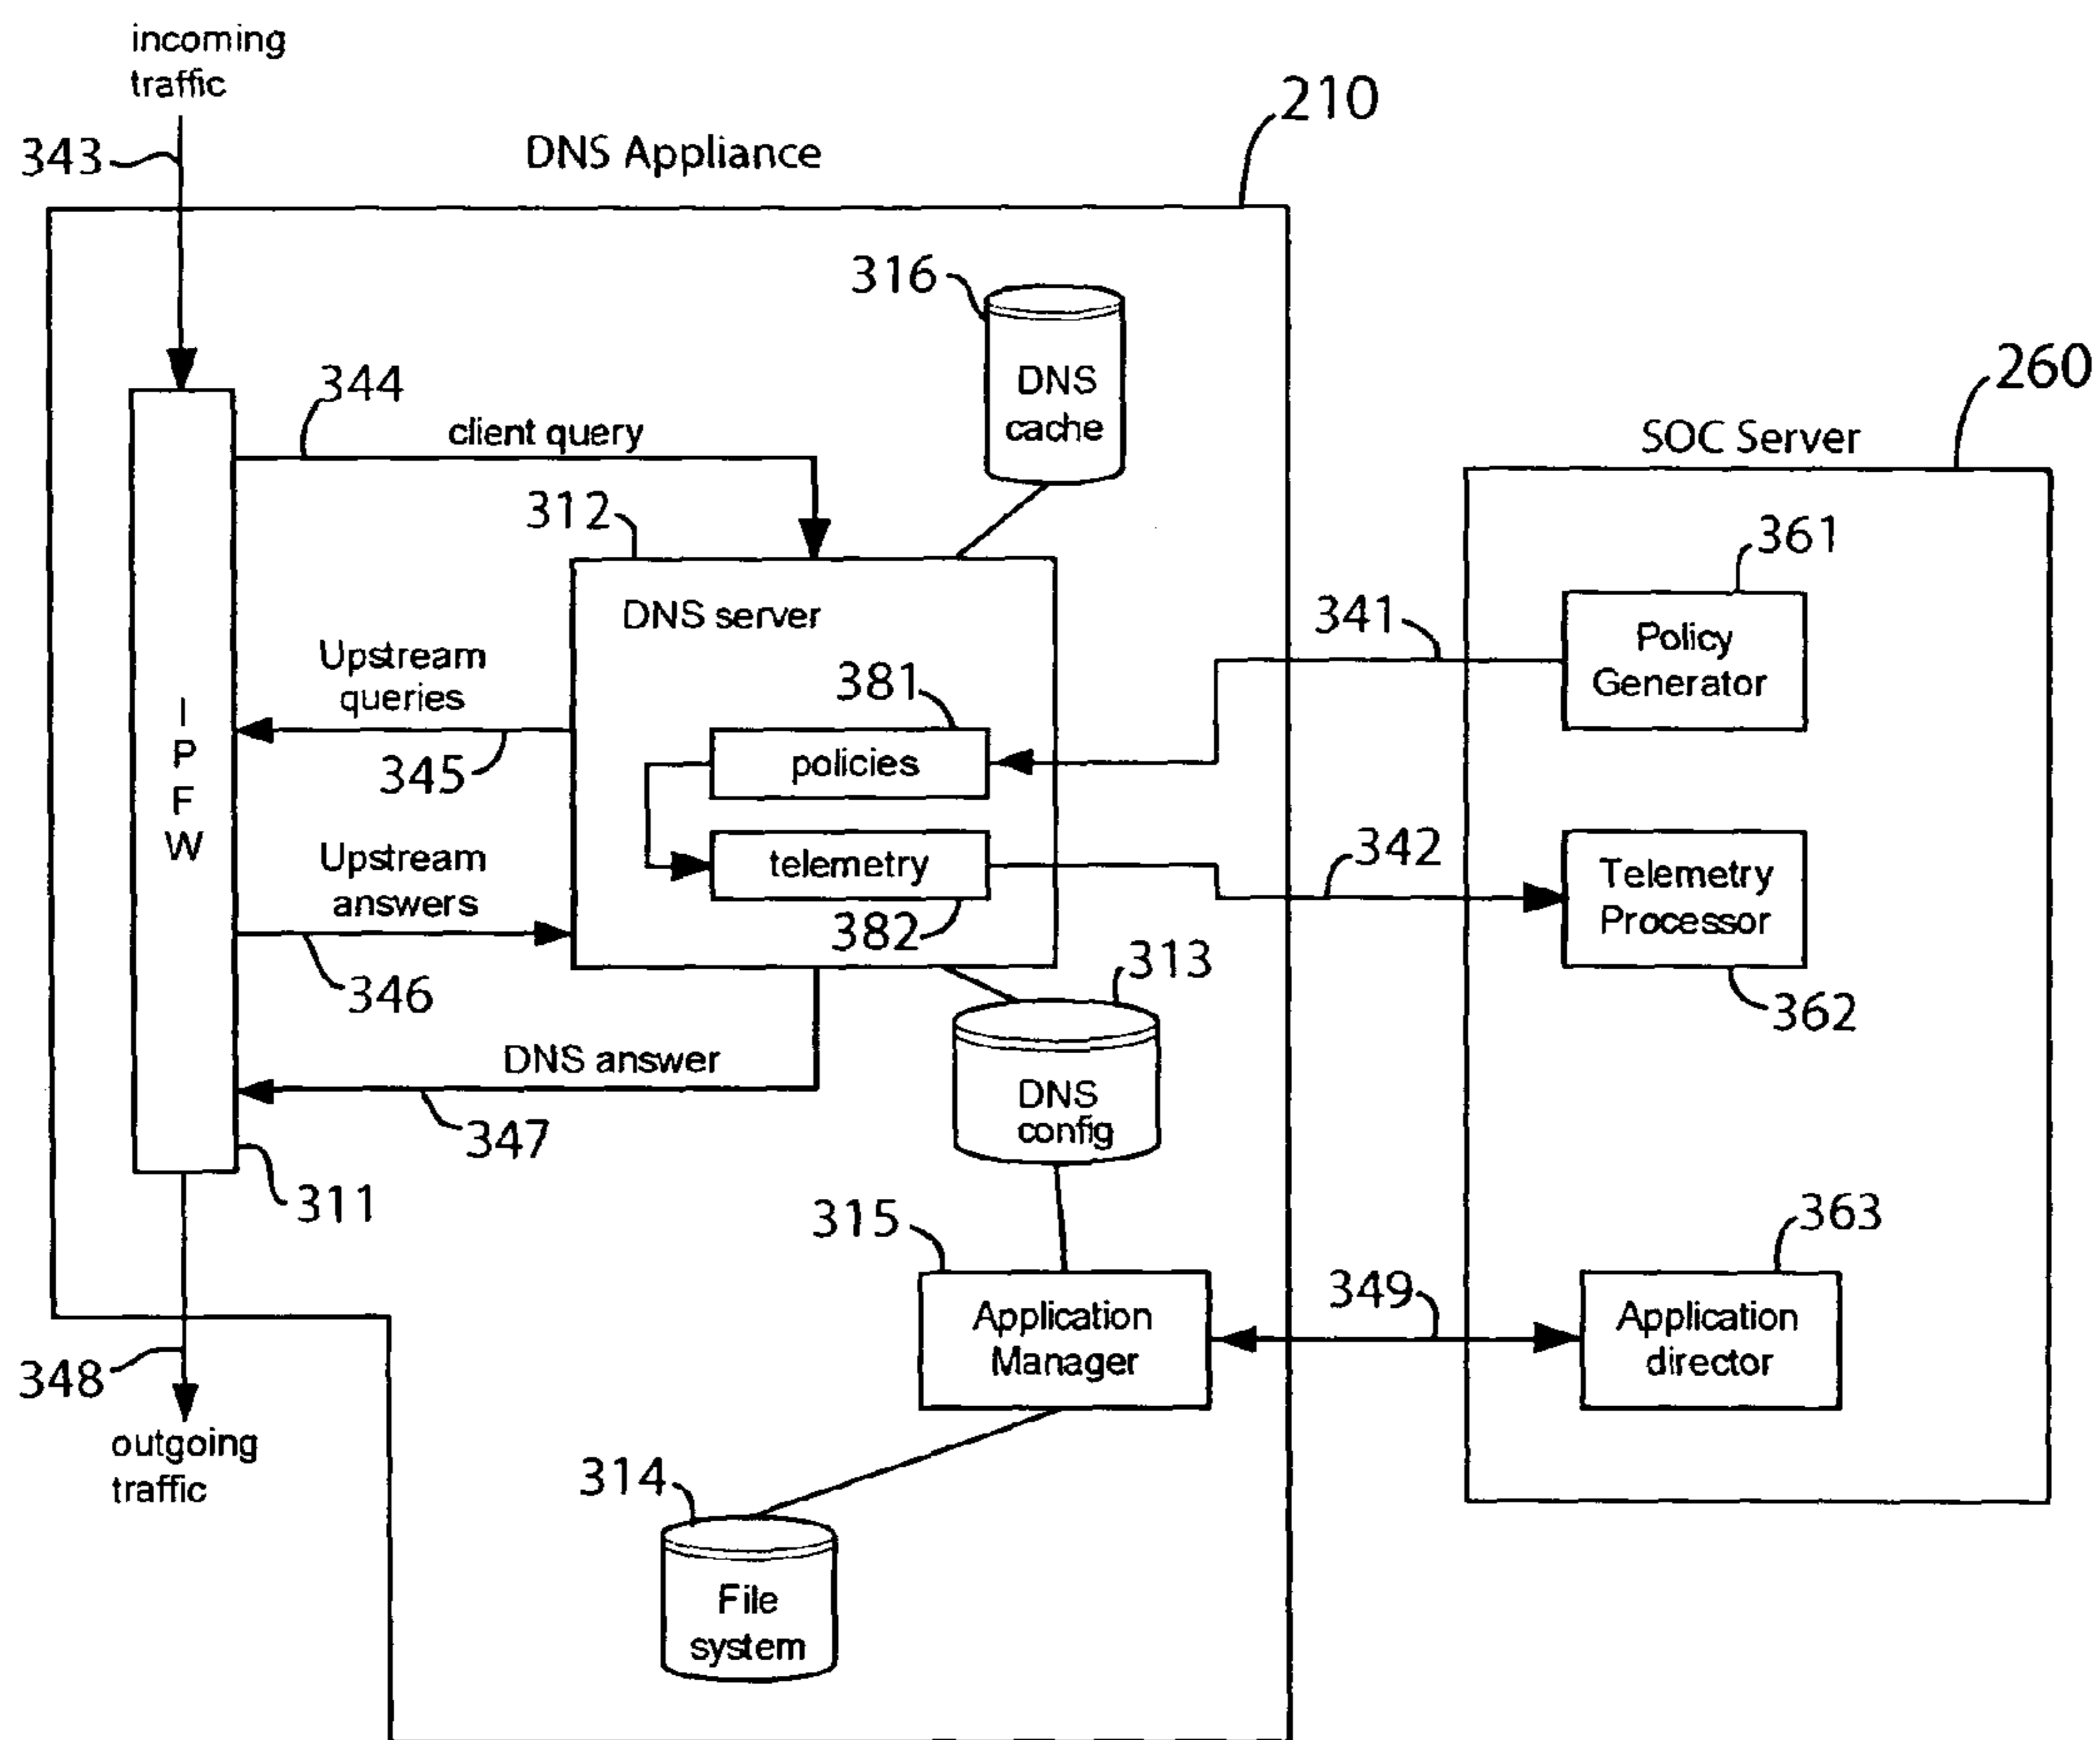 incoming
traffic
343
DNS Appliance
210
316
DNS
cache
344
client query
260
SOC Server
312
DNS server
361
Policy
Generator
341
Upstream
queries
345
381
policies
I
P
F
W
telemetry
382
342
Telemetry
Processor
362
Upstream
answers
346
313
DNS
config
DNS answer
347
311
315
Application
Manager
349
363
Application
director
348
outgoing
traffic
314
File
system